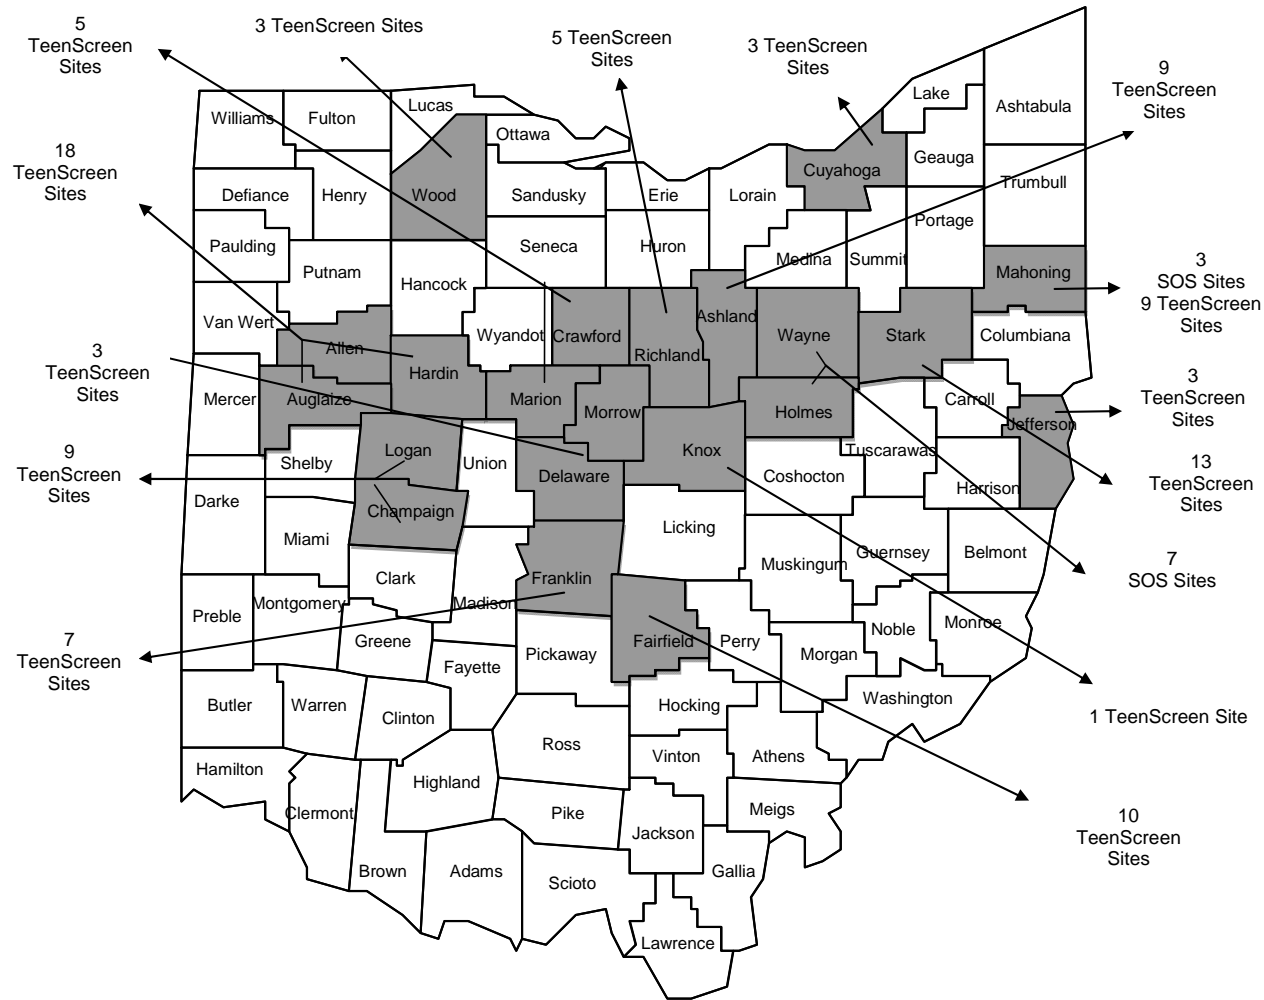 5
TeenScreen
Sites
3 TeenScreen Sites
5 TeenScreen
Sites
3 TeenScreen
Sites
9
TeenScreen
Sites
18
TeenScreen
Sites
3
SOS Sites
9 TeenScreen
Sites
3
TeenScreen
Sites
3
TeenScreen
Sites
9
TeenScreen
Sites
13
TeenScreen
Sites
7
SOS Sites
7
TeenScreen
Sites
1 TeenScreen Site
10
TeenScreen
Sites
Williams
Fulton
Lucas
Ottawa
Lake
Ashtabula
Geauga
Cuyahoga
Trumbull
Defiance
Henry
Wood
Sandusky
Erie
Lorain
Portage
Paulding
Putnam
Hancock
Seneca
Huron
Medina
Summit
Mahoning
Van Wert
Allen
Wyandot
Crawford
Richland
Ashland
Wayne
Stark
Columbiana
Hardin
Mercer
Auglaize
Marion
Morrow
Holmes
Carroll
Jefferson
Logan
Union
Delaware
Knox
Coshocton
Tuscarawas
Harrison
Shelby
Darke
Champaign
Miami
Licking
Muskingum
Guernsey
Belmont
Clark
Franklin
Madison
Preble
Montgomery
Greene
Fairfield
Perry
Noble
Monroe
Morgan
Pickaway
Fayette
Washington
Butler
Warren
Clinton
Hocking
Ross
Vinton
Athens
Hamilton
Highland
Clermont
Pike
Meigs
Jackson
Brown
Adams
Scioto
Gallia
Lawrence